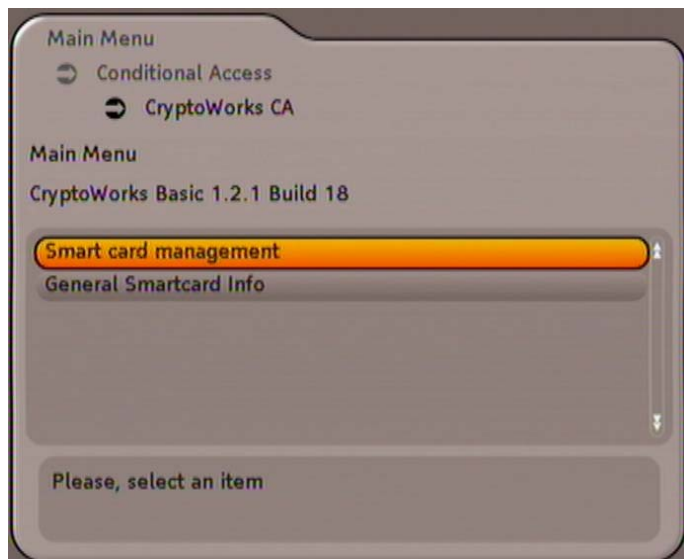 Main Menu
Conditional Access
CryptoWorks CA
Main Menu
CryptoWorks Basic 1.2.1 Build 18
Smart card management
General Smartcard Info
Please, select an item